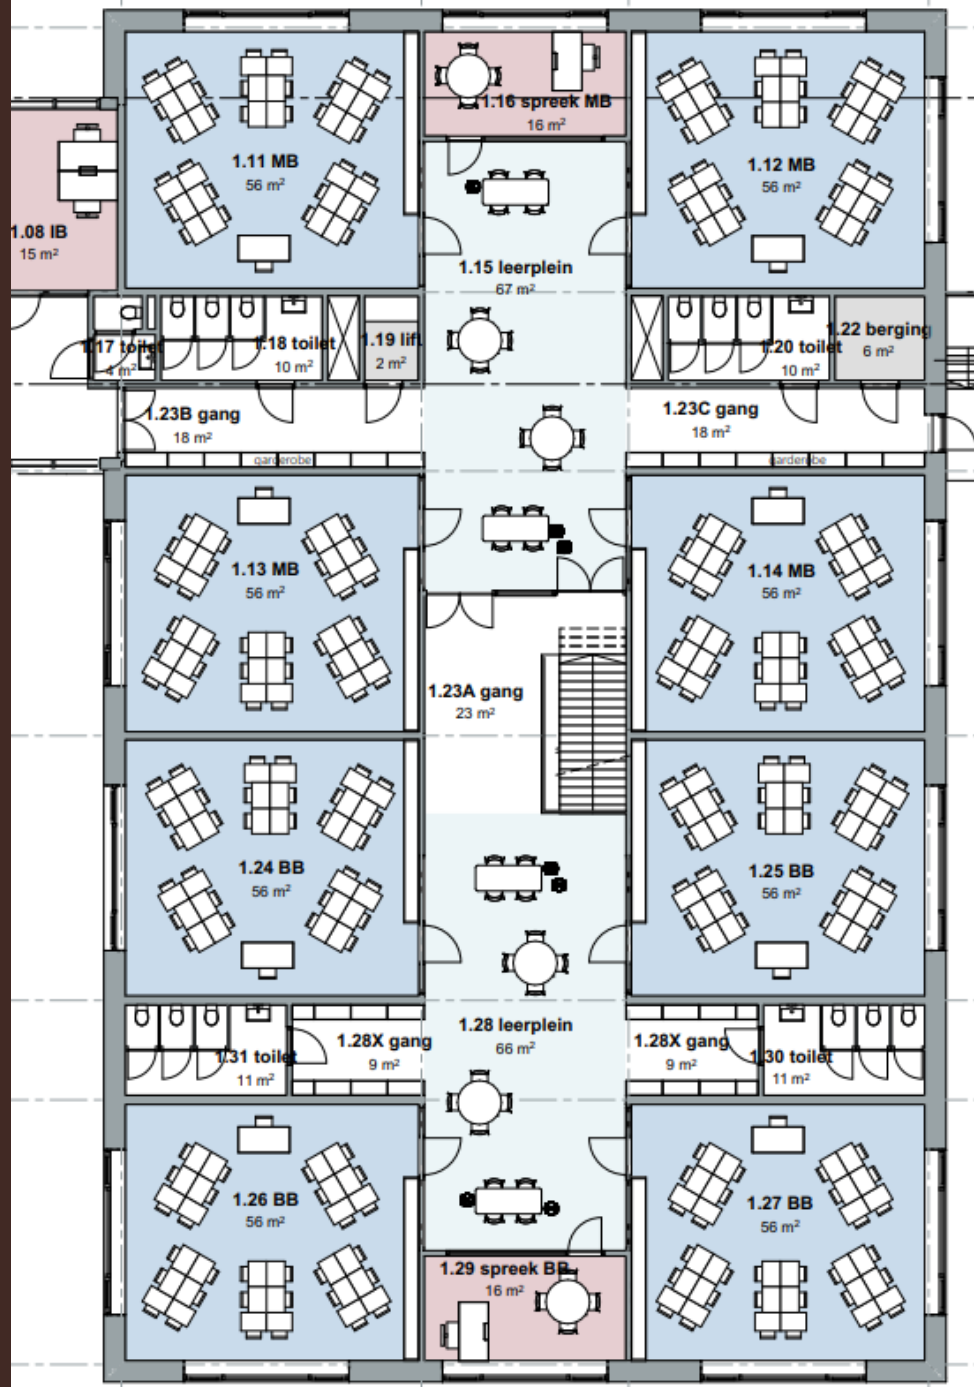 1.16 spreek MB
16 m²
1.11 MB
56 m²
1.12 MB
56 m²
1.08 IB
15 m²
1.15 leerplein
67 m²
1.17 toilet
4 m²
1.18 toilet
10 m²
1.19 lift
2 m²
1.20 toilet
10 m²
1.22 berging
6 m²
1.23B gang
18 m²
1.23C gang
18 m²
garderobe
garderobe
1.13 MB
56 m²
1.14 MB
56 m²
1.23A gang
23 m²
1.24 BB
56 m²
1.25 BB
56 m²
1.28 leerplein
66 m²
1.31 toilet
11 m²
1.28X gang
9 m²
1.28X gang
9 m²
1.30 toilet
11 m²
1.26 BB
56 m²
1.27 BB
56 m²
1.29 spreek BB
16 m²